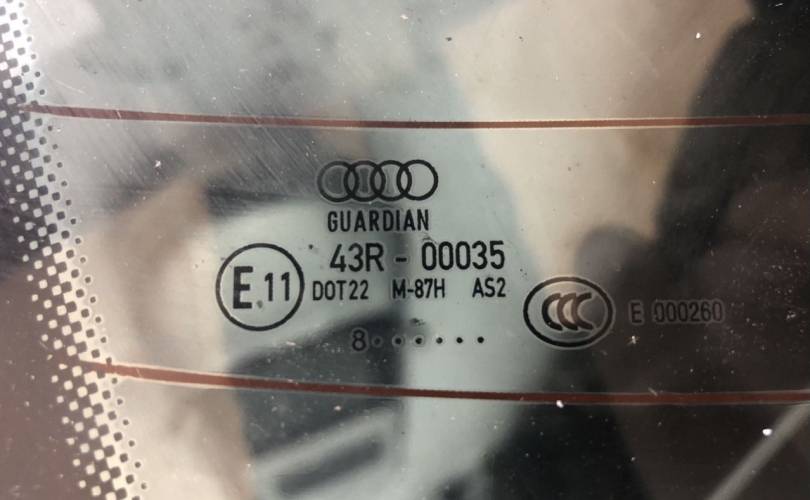 GUARDIAN
43R - 00035
E 11 DOT22 M-87H AS2
CCC E 000260
8 • • • • • •